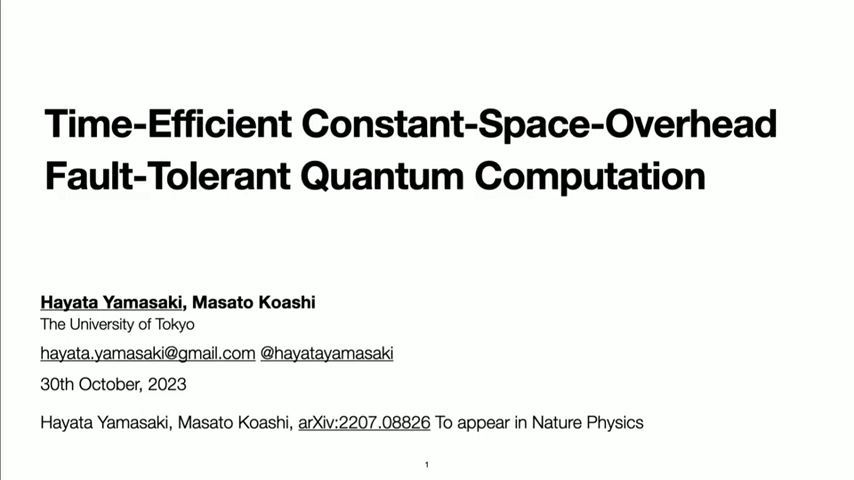 Time-Efficient Constant-Space-Overhead
Fault-Tolerant Quantum Computation
Hayata Yamasaki, Masato Koashi
The University of Tokyo
hayata.yamasaki@gmail.com @hayatayamasaki
30th October, 2023
Hayata Yamasaki, Masato Koashi, arXiv:2207.08826 To appear in Nature Physics
1